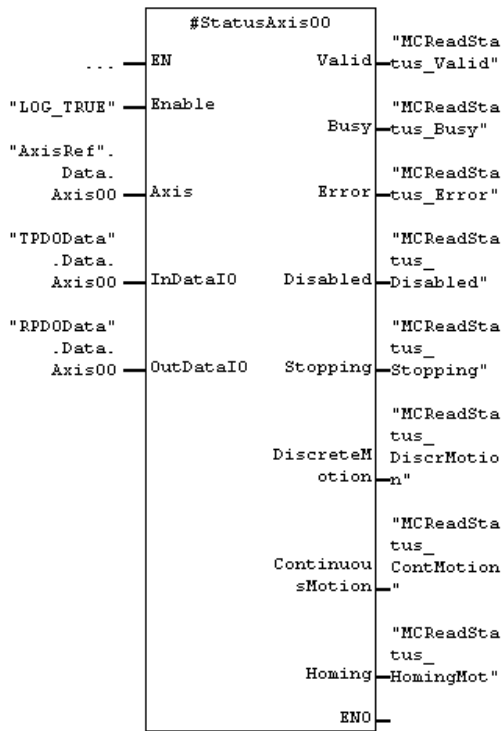 #StatusAxis00
"MCReadSta
... EN Valid tus_Valid"
"LOG_TRUE" Enable "MCReadSta
Busy tus_Busy"
"AxisRef".
Data. "MCReadSta
Axis00 Axis Error tus_Error"
"TPDOData" "MCReadSta
.Data. tus_
Axis00 InDataIO Disabled Disabled"
"RPDOData" "MCReadSta
.Data. tus_
Axis00 OutDataIO Stopping Stopping"
"MCReadSta
tus_
DiscreteM DiscrMotio
otion n"
"MCReadSta
tus_
Continuou ContMotion
sMotion "
"MCReadSta
tus_
Homing HomingMot"
ENO